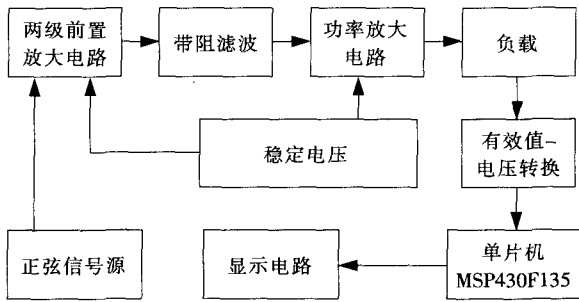 两级前置
放大电路
带阻滤波
功率放大
电路
负载
稳定电压
有效值-
电压转换
正弦信号源
显示电路
单片机
MSP430F135